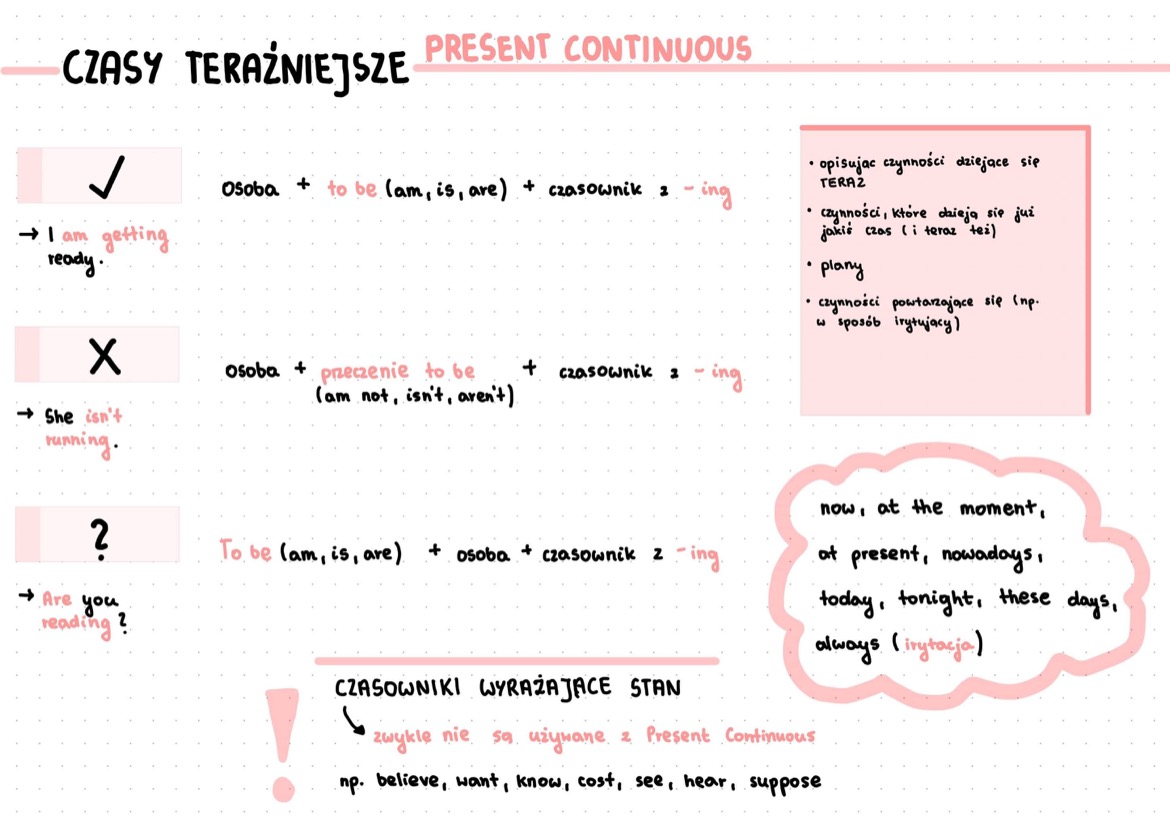 CZASY TERAŹNIEJSZE PRESENT CONTINUOUS
✓
osoba + to be (am, is, are) + czasownik z -ing
→ I am getting
ready.
X
osoba + przeczenie to be + czasownik z -ing
(am not, isn't, aren't)
→ She isn't
running.
?
To be (am, is, are) + osoba + czasownik z -ing
→ Are you
reading?
• opisując czynności dziejące się
TERAZ
• czynności, które dzieją się już
jakiś czas (i teraz też)
• plany
• czynności powtarzające się (np.
w sposób irytujący)
now, at the moment,
at present, nowadays,
today, tonight, these days,
always (irytacja)
! CZASOWNIKI WYRAŻAJĄCE STAN
zwykle nie są używane z Present Continuous
np. believe, want, know, cost, see, hear, suppose